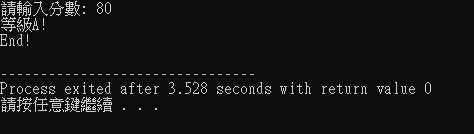 請輸入分數: 80
等級A!
End!
--------------------------------
Process exited after 3.528 seconds with return value 0
請按任意鍵繼續 . . .